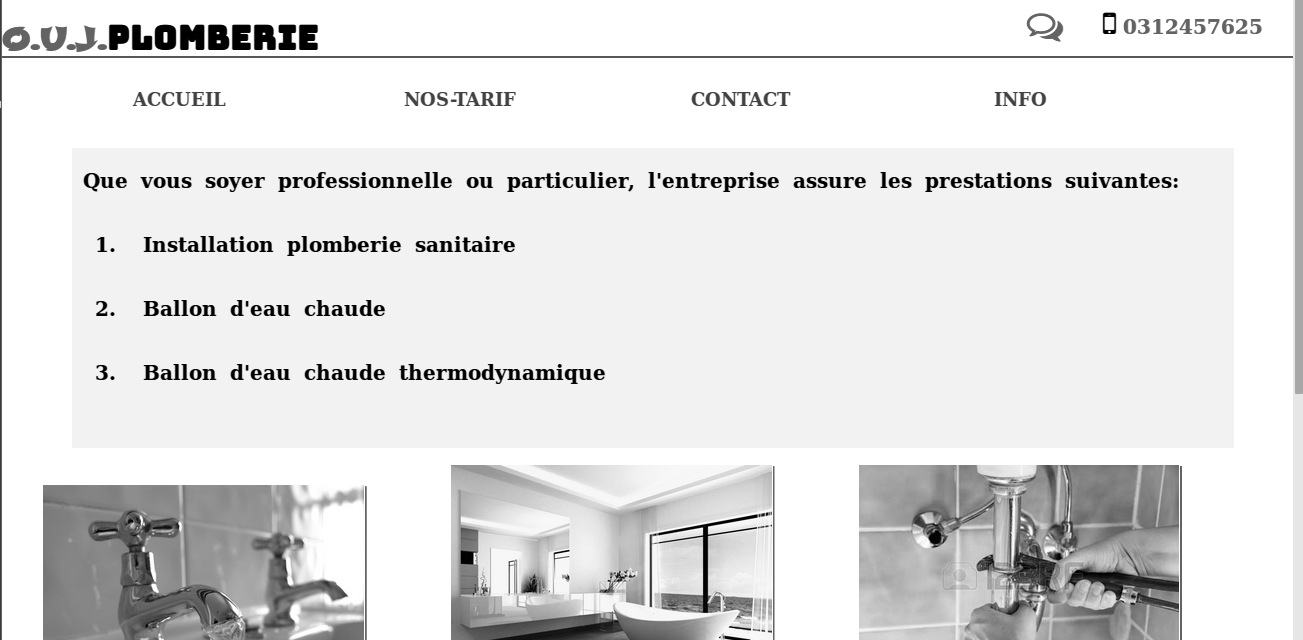 O.U.J.PLOMBERIE
0312457625
ACCUEIL
NOS-TARIF
CONTACT
INFO
Que vous soyer professionnelle ou particulier, l'entreprise assure les prestations suivantes:
1. Installation plomberie sanitaire
2. Ballon d'eau chaude
3. Ballon d'eau chaude thermodynamique